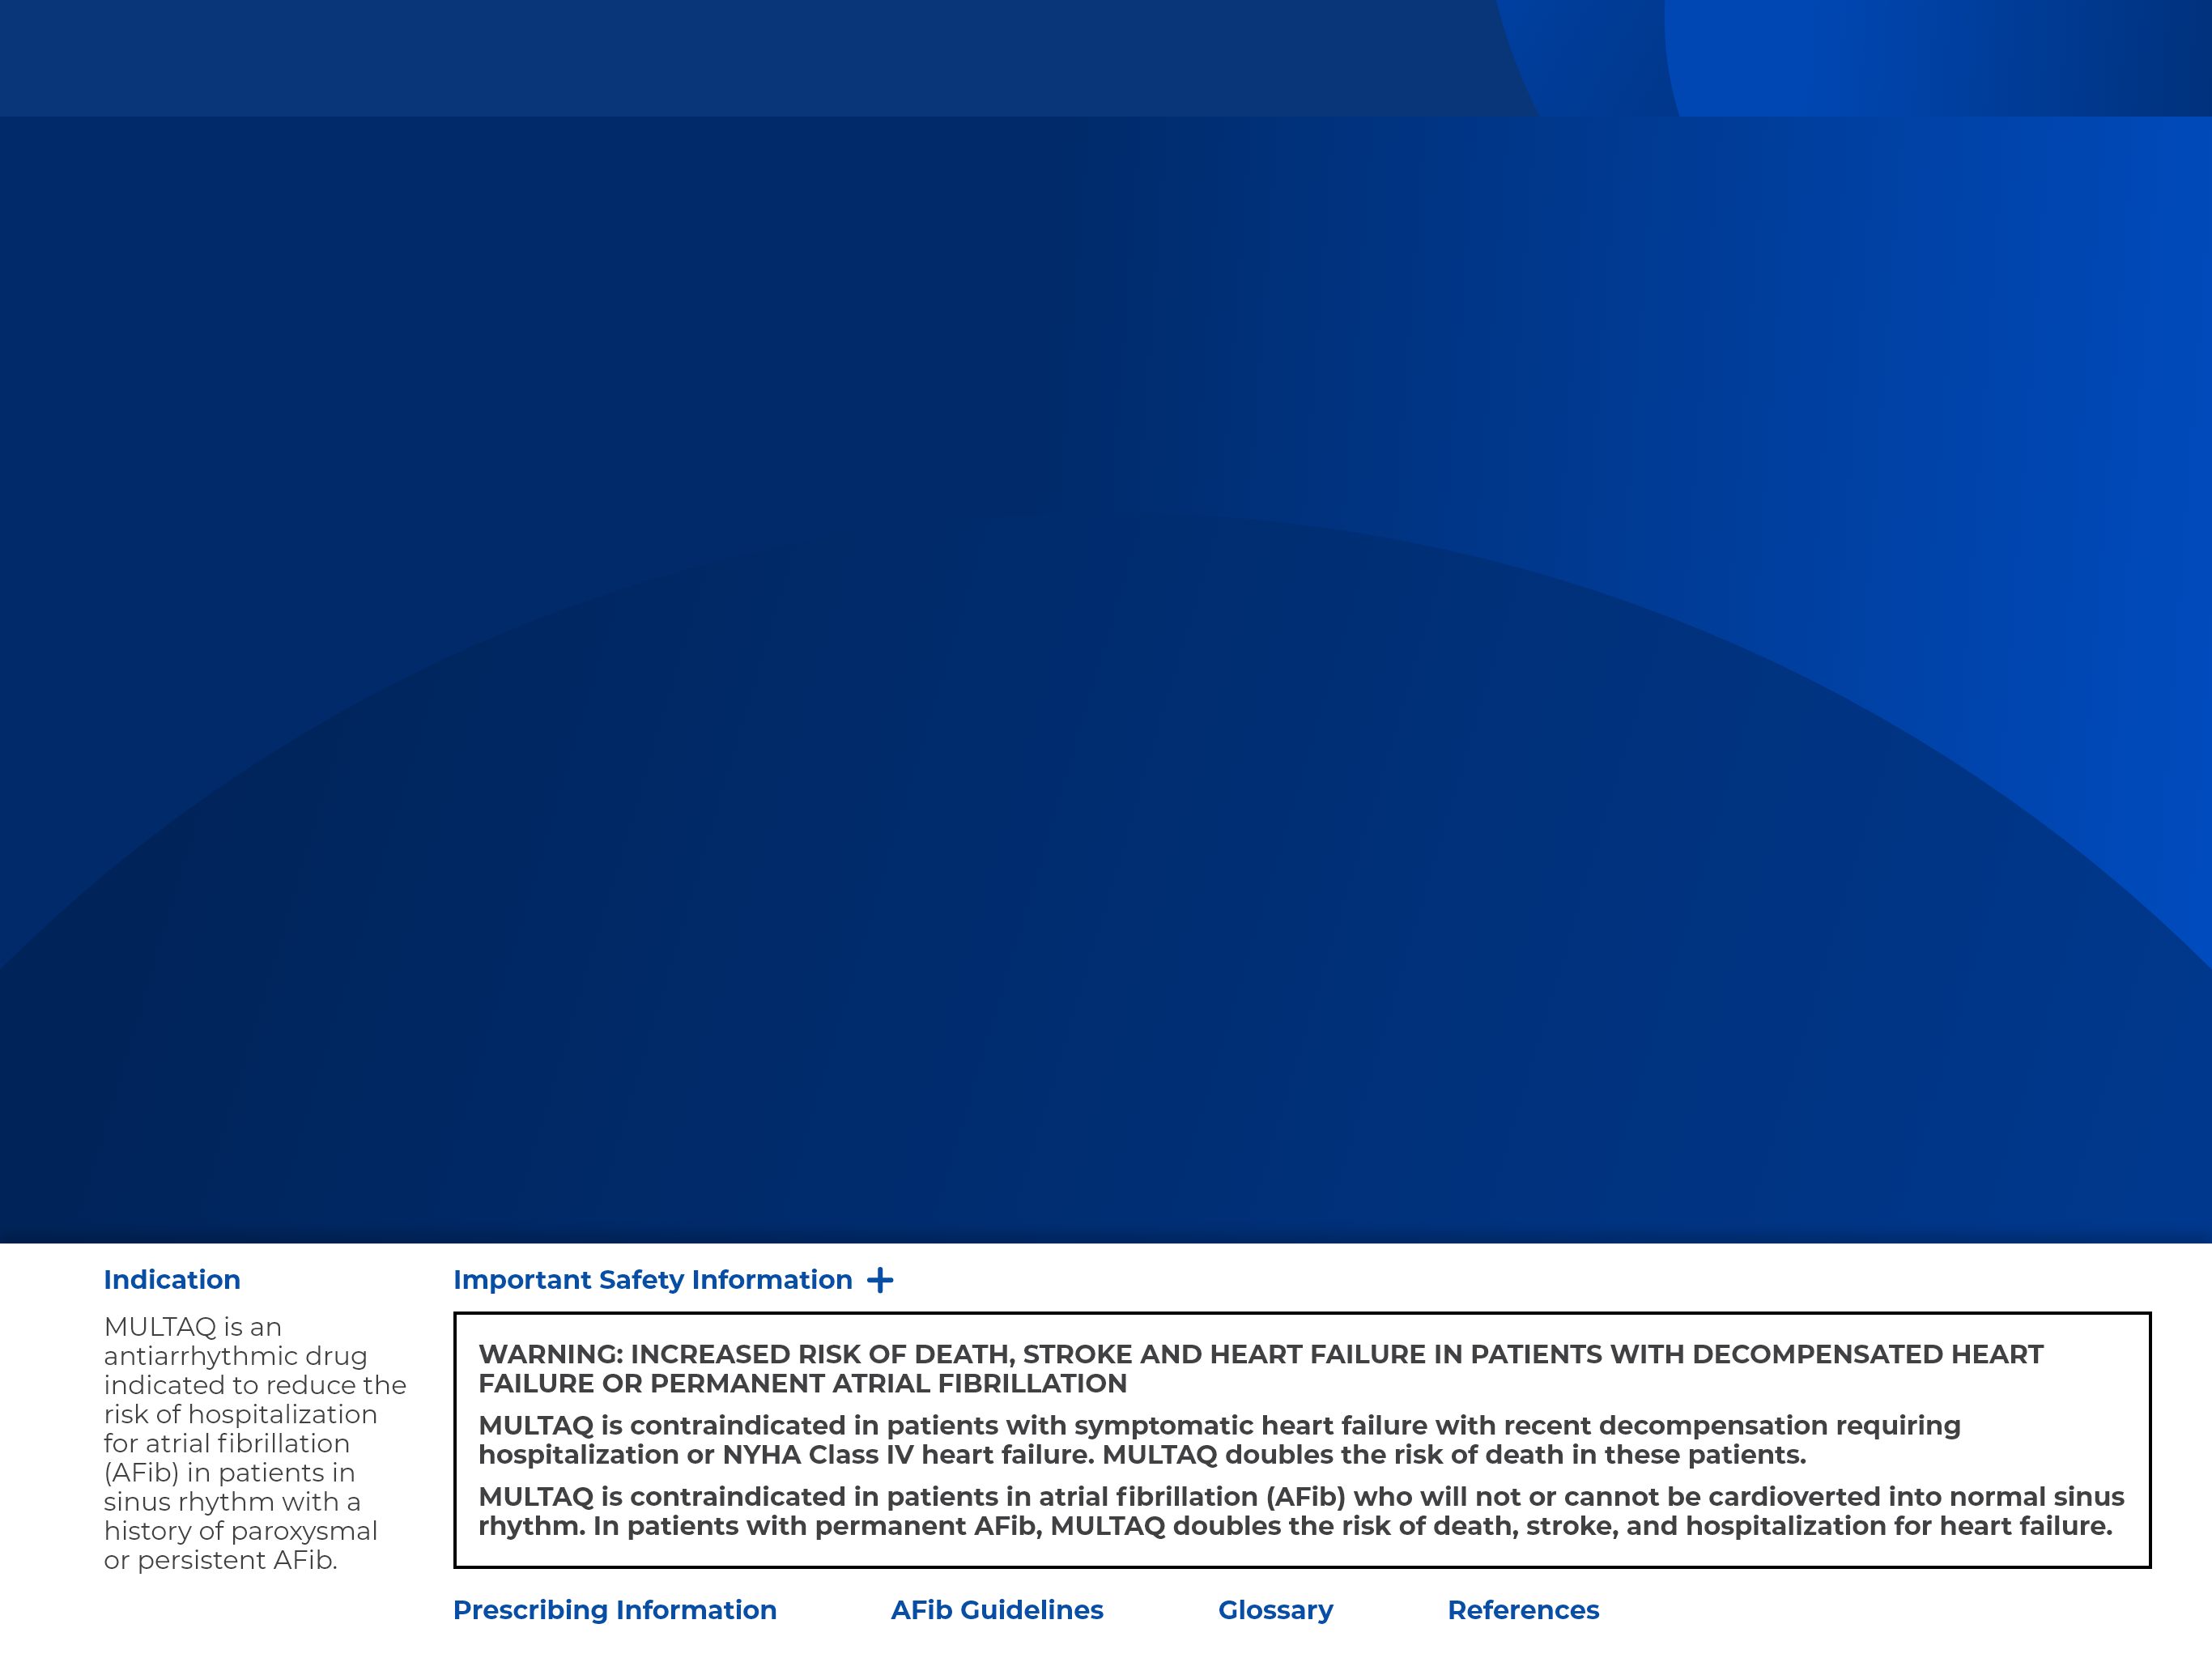 Indication
MULTAQ is an
antiarrhythmic drug
indicated to reduce the
risk of hospitalization
for atrial fibrillation
(AFib) in patients in
sinus rhythm with a
history of paroxysmal
or persistent AFib.
Important Safety Information +
WARNING: INCREASED RISK OF DEATH, STROKE AND HEART FAILURE IN PATIENTS WITH DECOMPENSATED HEART
FAILURE OR PERMANENT ATRIAL FIBRILLATION
MULTAQ is contraindicated in patients with symptomatic heart failure with recent decompensation requiring
hospitalization or NYHA Class IV heart failure. MULTAQ doubles the risk of death in these patients.
MULTAQ is contraindicated in patients in atrial fibrillation (AFib) who will not or cannot be cardioverted into normal sinus
rhythm. In patients with permanent AFib, MULTAQ doubles the risk of death, stroke, and hospitalization for heart failure.
Prescribing Information
AFib Guidelines
Glossary
References